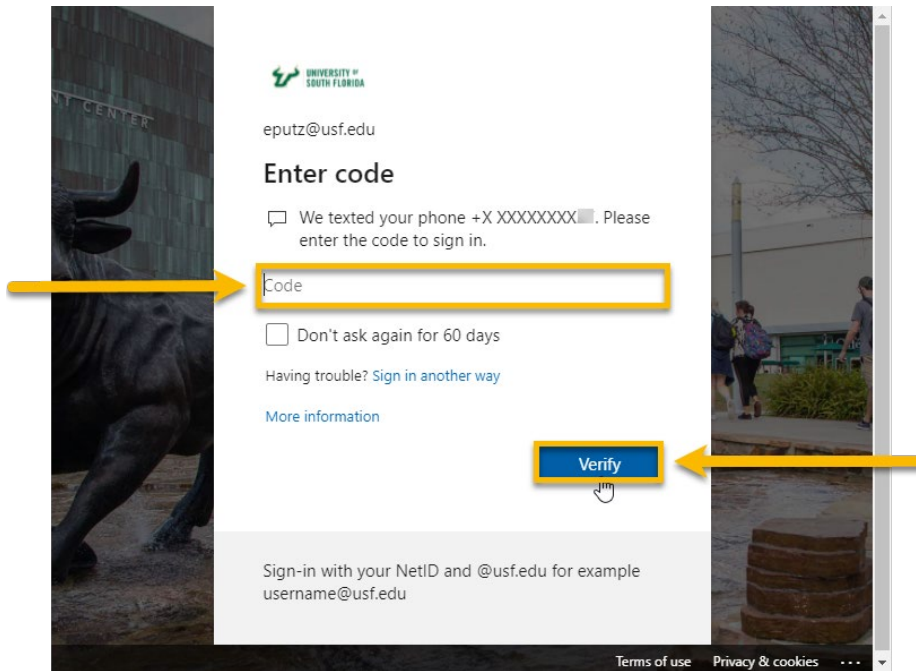 NT CENTER
UNIVERSITY of
SOUTH FLORIDA
eputz@usf.edu
Enter code
We texted your phone +X XXXXXXXX. Please
enter the code to sign in.
Code
Don't ask again for 60 days
Having trouble? Sign in another way
More information
Verify
Sign-in with your NetID and @usf.edu for example
username@usf.edu
Terms of use Privacy & cookies ...